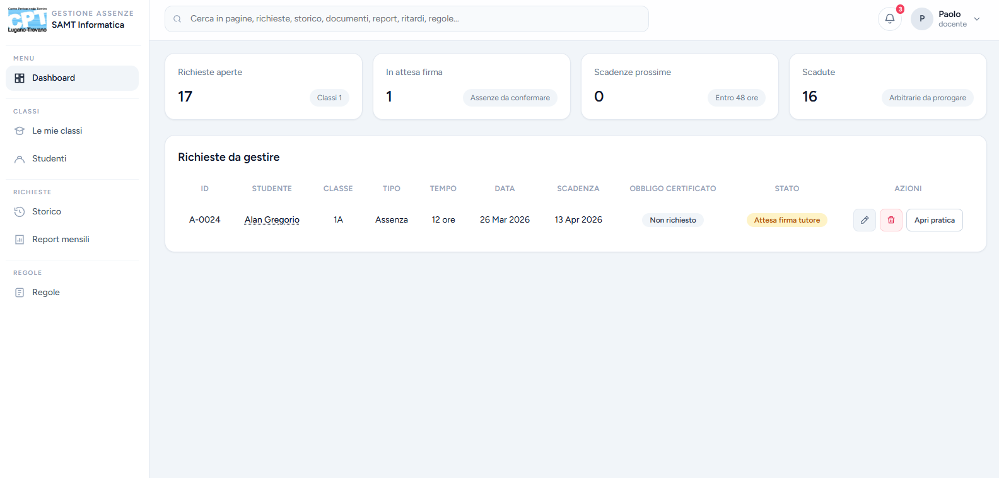 Centro Professionale Tecnico
CPT
Lugano-Trevano
GESTIONE ASSENZE
SAMT Informatica
Cerca in pagine, richieste, storico, documenti, report, ritardi, regole...
3
P
Paolo
docente
MENU
Dashboard
CLASSI
Le mie classi
Studenti
RICHIESTE
Storico
Report mensili
REGOLE
Regole
Richieste aperte
17
Classi 1
In attesa firma
1
Assenze da confermare
Scadenze prossime
0
Entro 48 ore
Scadute
16
Arbitrarie da prorogare
Richieste da gestire
ID STUDENTE CLASSE TIPO TEMPO DATA SCADENZA OBBLIGO CERTIFICATO STATO AZIONI
A-0024 Alan Gregorio 1A Assenza 12 ore 26 Mar 2026 13 Apr 2026 Non richiesto Attesa firma tutore Apri pratica